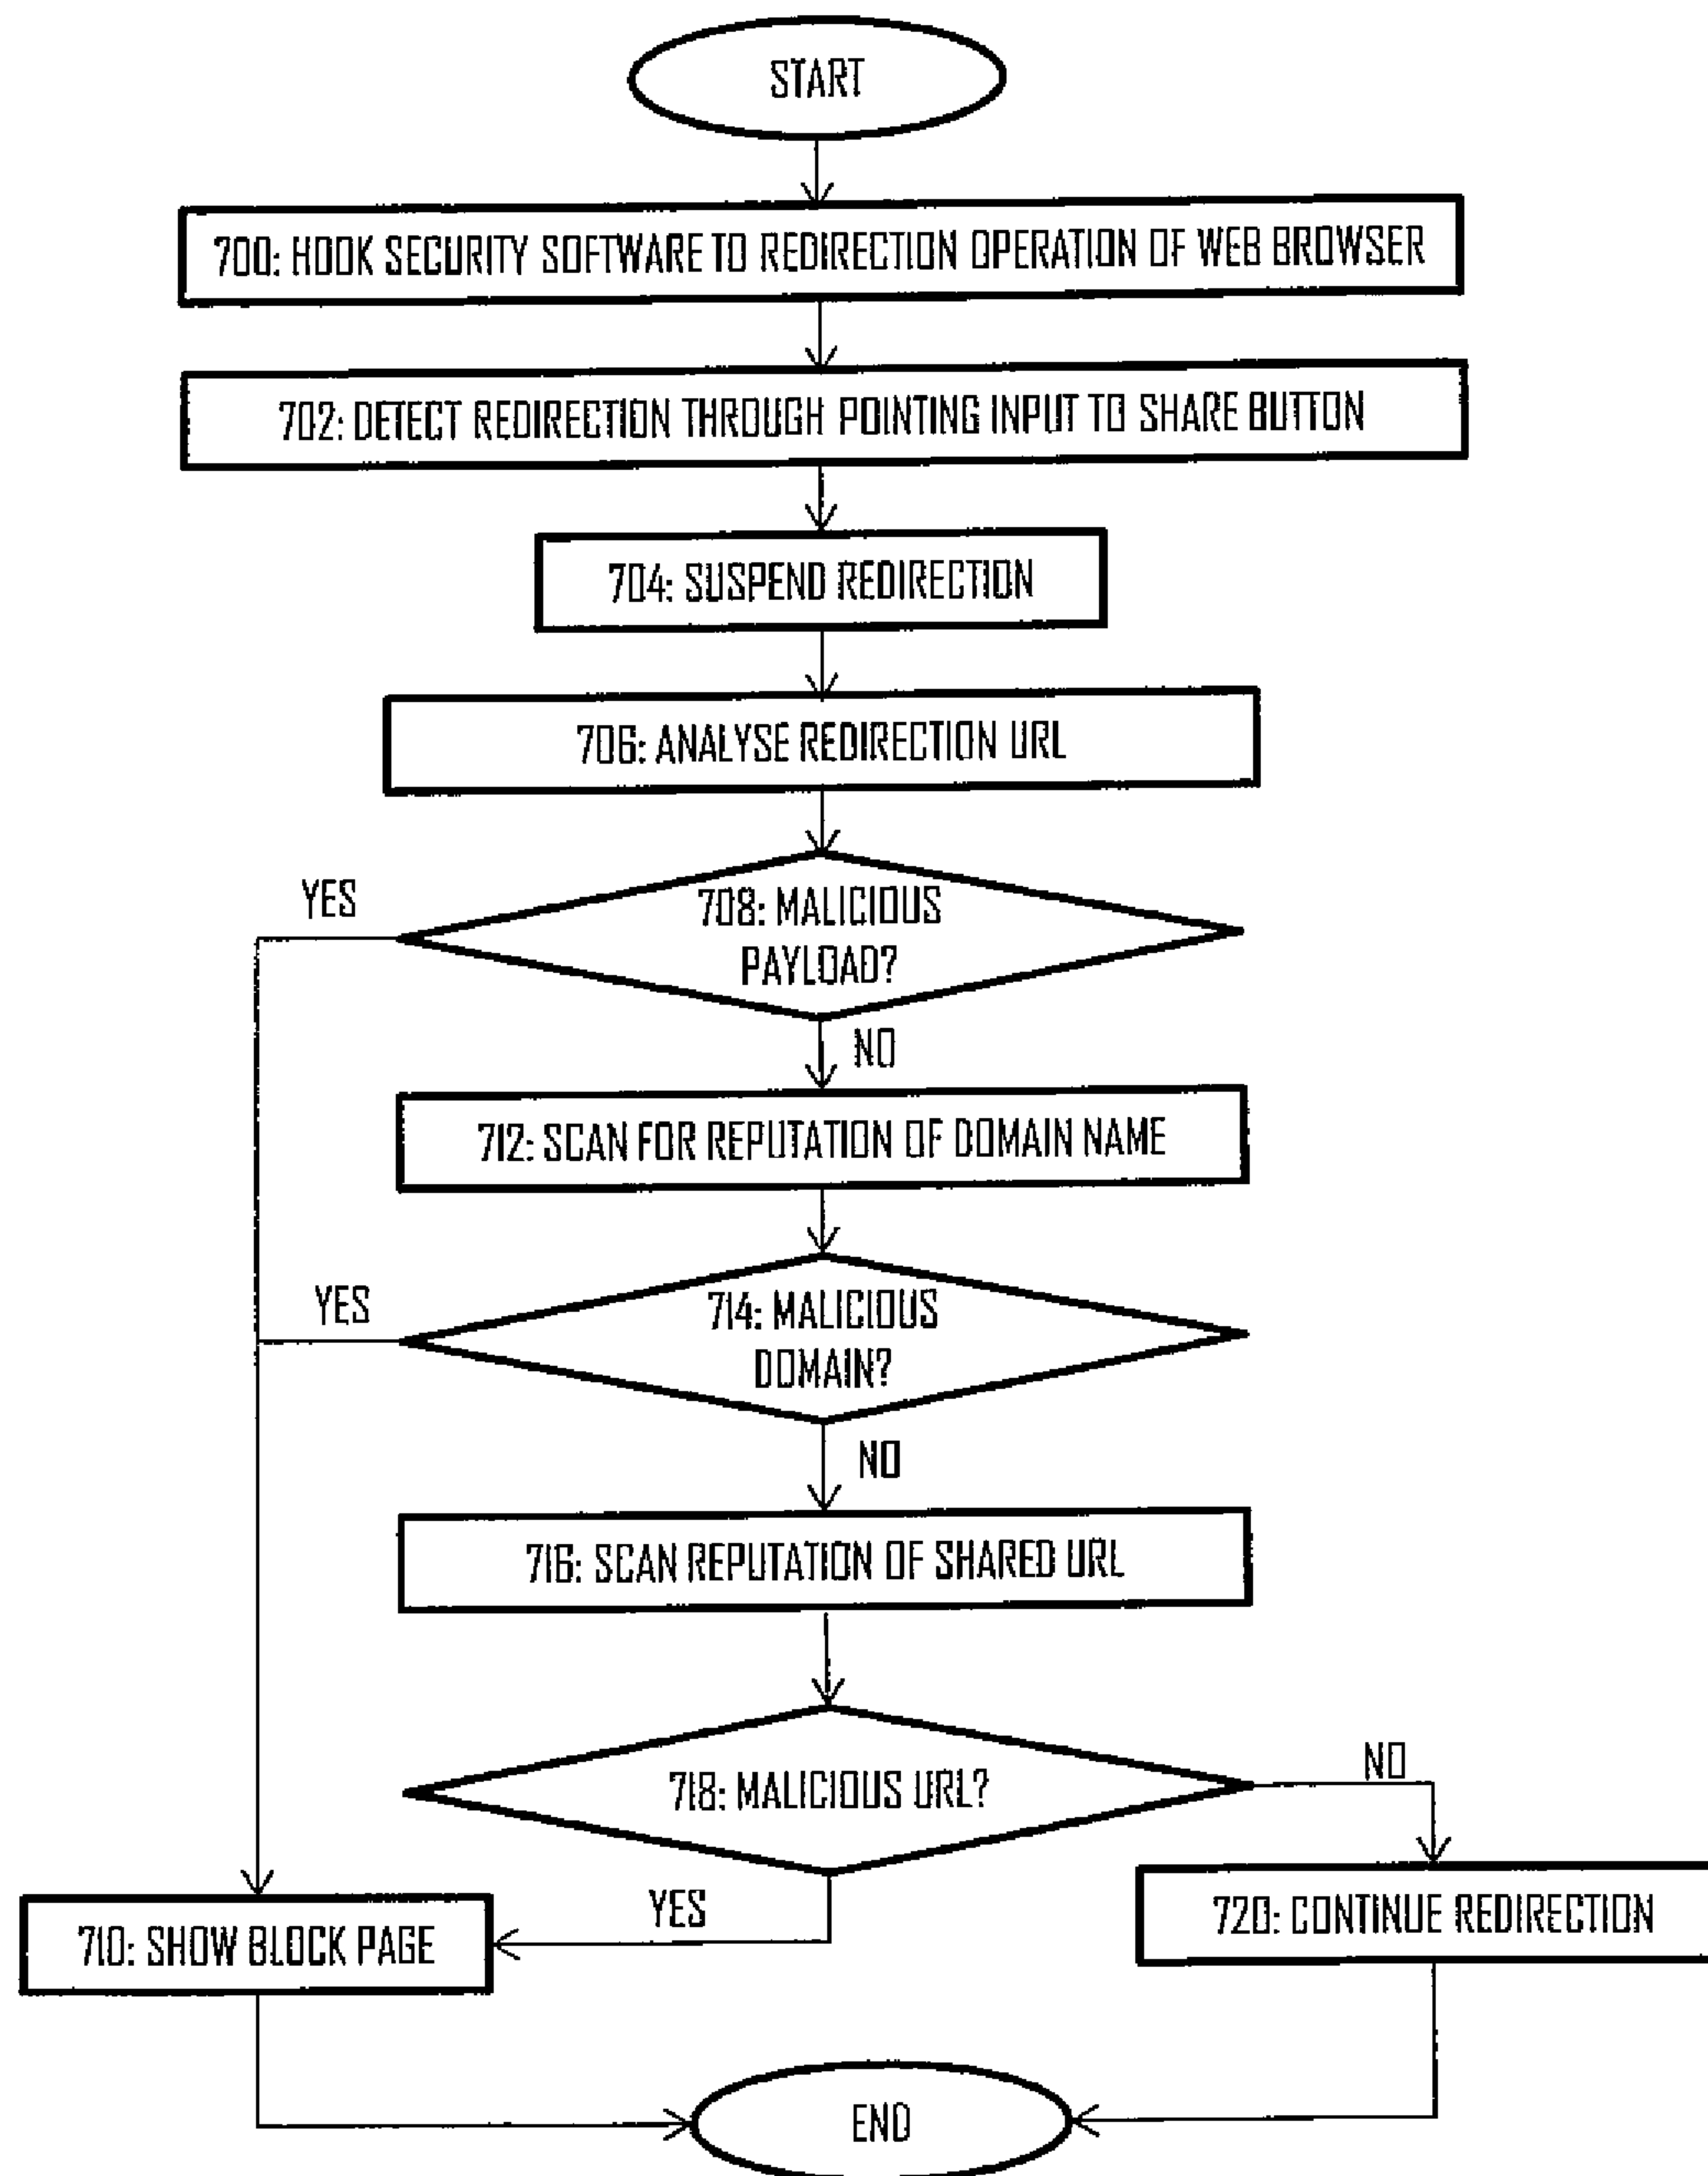 START
700: HOOK SECURITY SOFTWARE TO REDIRECTION OPERATION OF WEB BROWSER
702: DETECT REDIRECTION THROUGH POINTING INPUT TO SHARE BUTTON
704: SUSPEND REDIRECTION
706: ANALYSE REDIRECTION URL
YES
708: MALICIOUS
PAYLOAD?
NO
712: SCAN FOR REPUTATION OF DOMAIN NAME
YES
714: MALICIOUS
DOMAIN?
NO
716: SCAN REPUTATION OF SHARED URL
718: MALICIOUS URL?
NO
YES
710: SHOW BLOCK PAGE
720: CONTINUE REDIRECTION
END